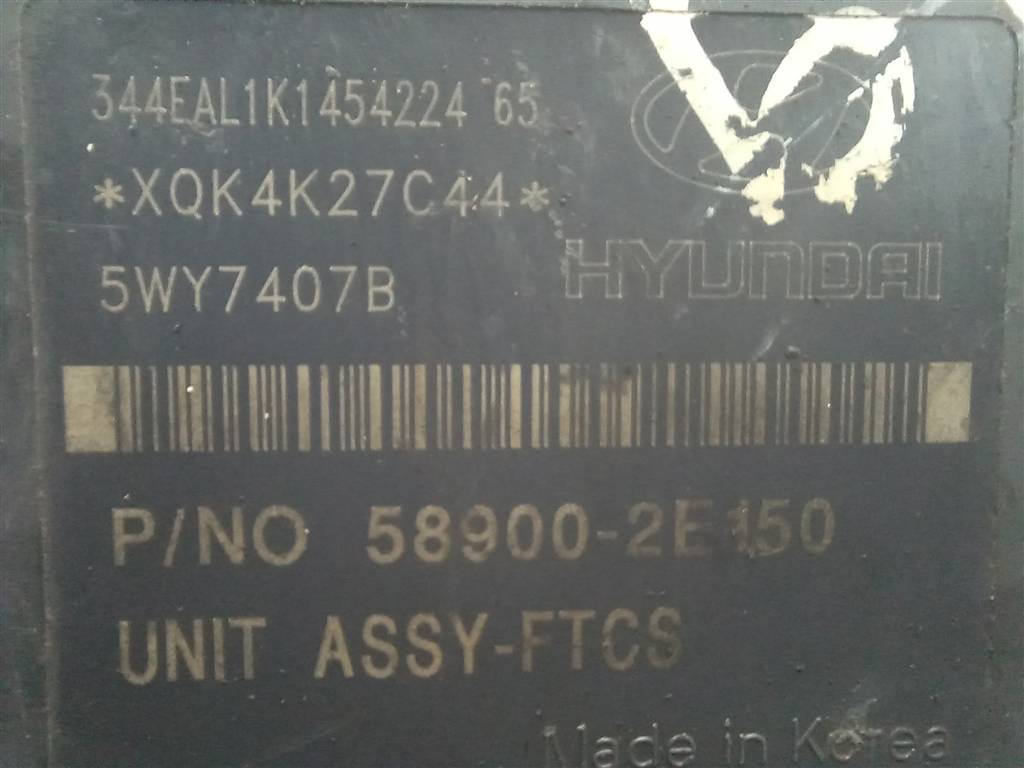 344EAL1K1454224 65
*XQK4K27C44*
5WY7407B
HYUNDAI
P/NO 58900-2E150
UNIT ASSY-FTCS
Made in Korea